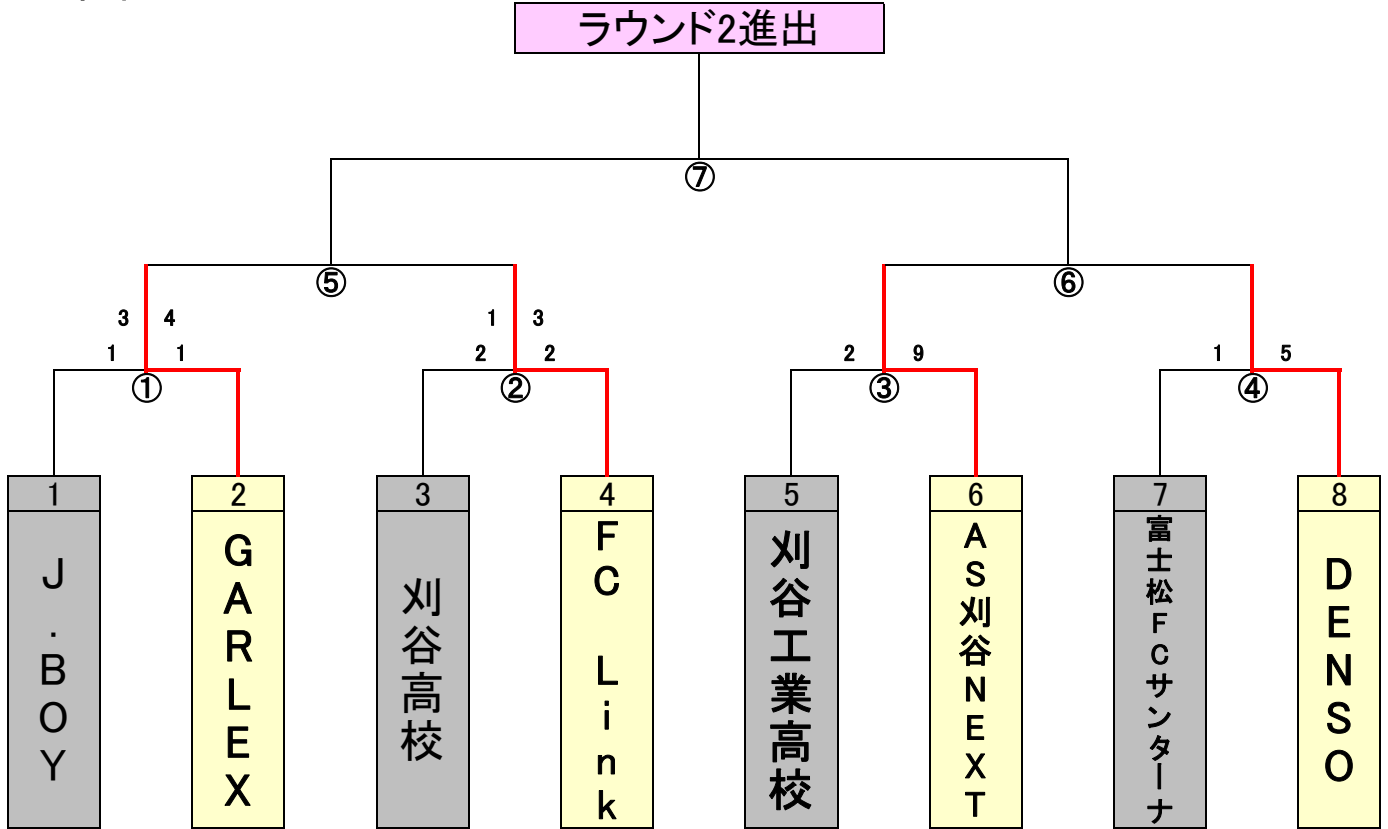 ラウンド2進出
⑦
⑤ ⑥
3 4 1 3
1 1 2 2 2 9 1 5
① ② ③ ④
1 2 3 4 5 6 7 8
J.BOY
GARLEX
刈谷高校
FC Link
刈谷工業高校
AS刈谷NEXT
富士松FCサンターナ
DENSO